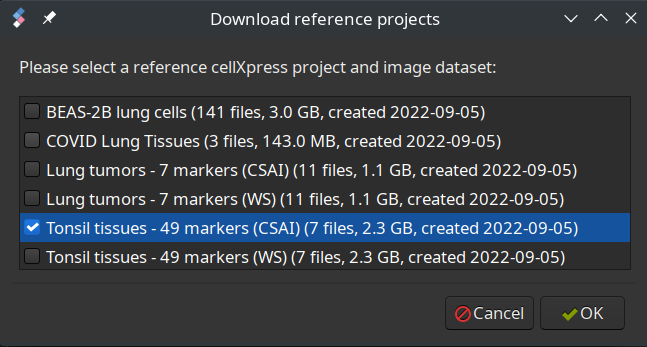 Download reference projects
Please select a reference cellXpress project and image dataset:
BEAS-2B lung cells (141 files, 3.0 GB, created 2022-09-05)
COVID Lung Tissues (3 files, 143.0 MB, created 2022-09-05)
Lung tumors - 7 markers (CSAI) (11 files, 1.1 GB, created 2022-09-05)
Lung tumors - 7 markers (WS) (11 files, 1.1 GB, created 2022-09-05)
Tonsil tissues - 49 markers (CSAI) (7 files, 2.3 GB, created 2022-09-05)
Tonsil tissues - 49 markers (WS) (7 files, 2.3 GB, created 2022-09-05)
Cancel OK